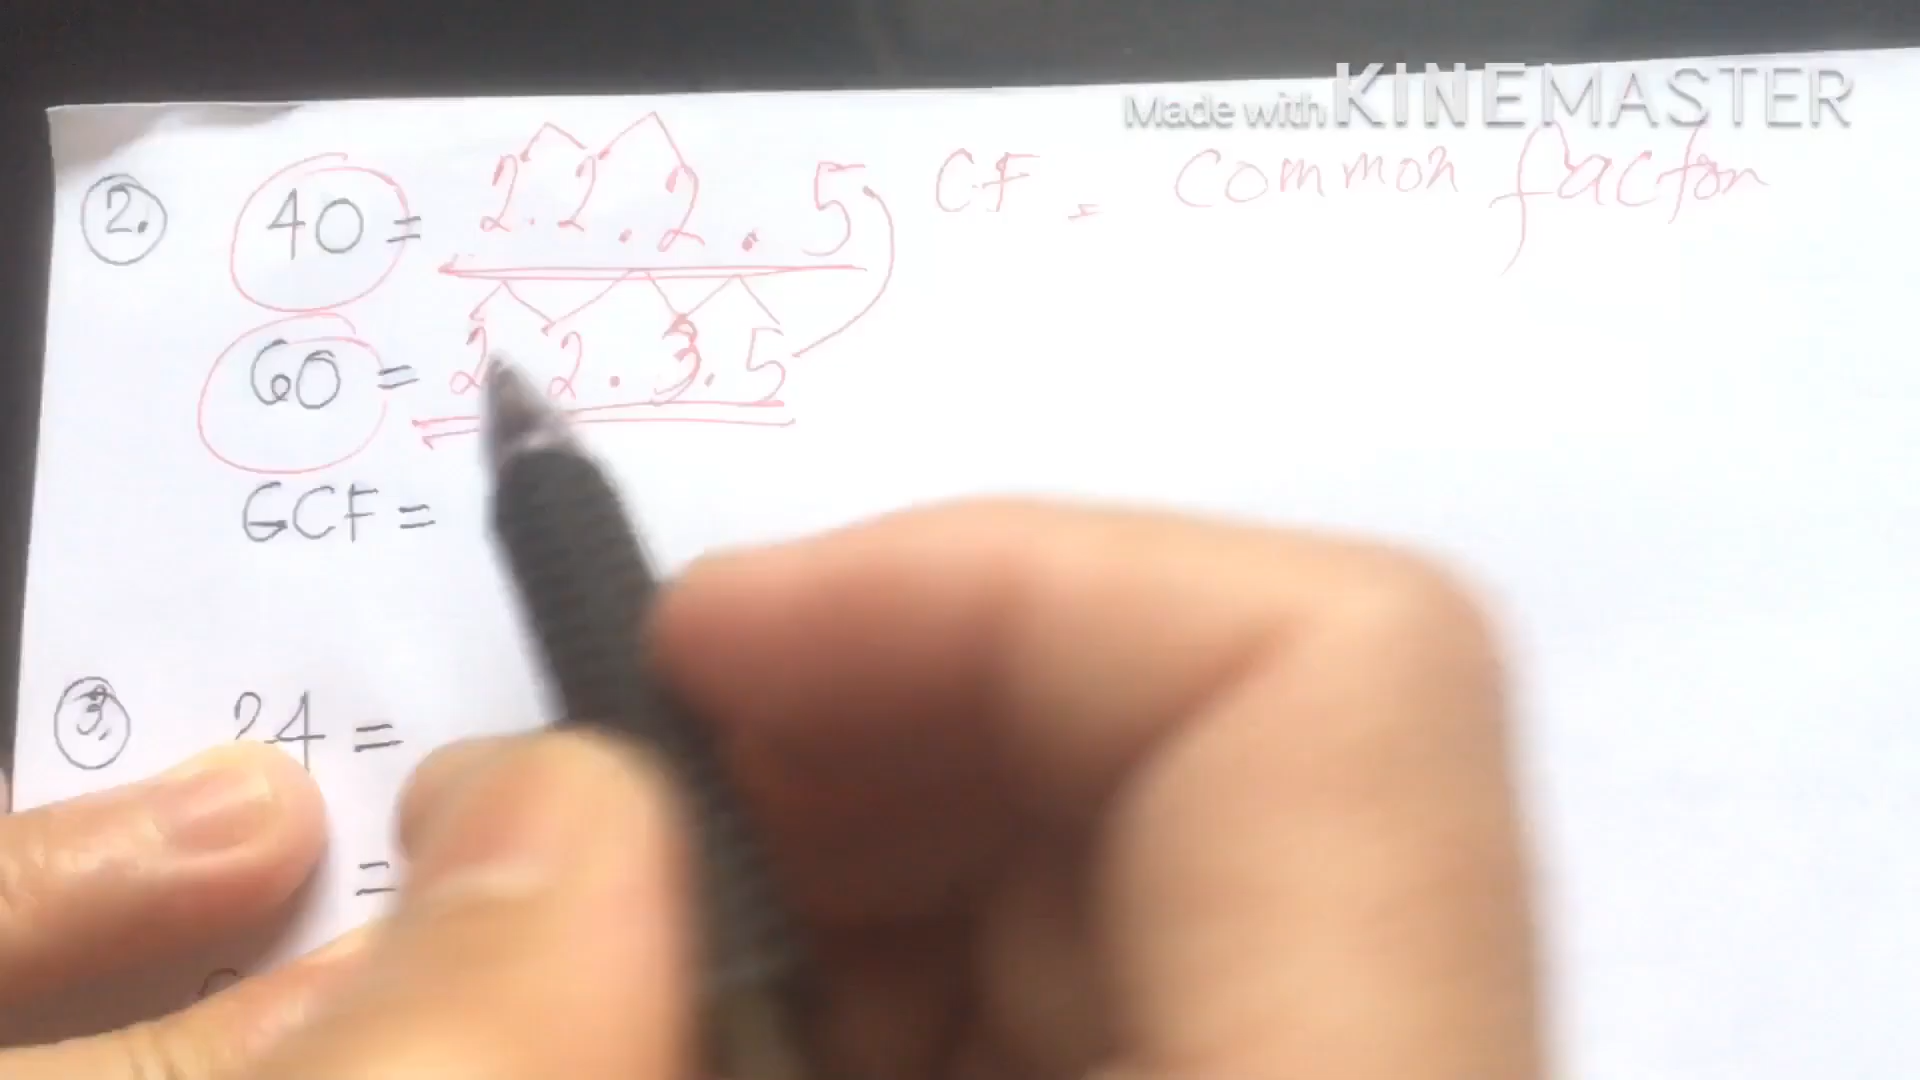 Made with KINEMASTER
2. 40 = 2 . 2 . 2 . 5 CF = common factor
60 = 2 2 . 3 . 5
GCF =
3. 24 =
=